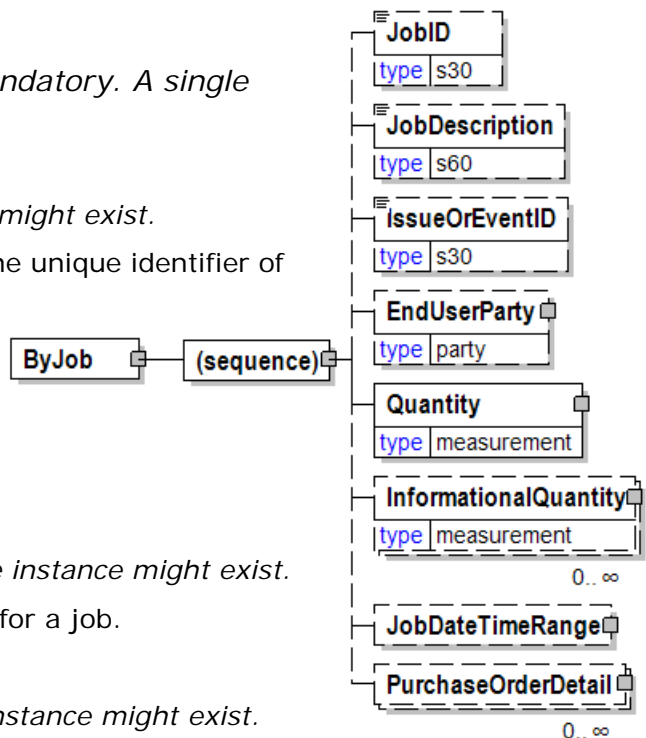 ndatory. A single
might exist.
he unique identifier of
instance might exist.
for a job.
nstance might exist.
ByJob
(sequence)
JobID
type s30
JobDescription
type s60
IssueOrEventID
type s30
EndUserParty
type party
Quantity
type measurement
InformationalQuantity
type measurement
0.. ∞
JobDateTimeRange
PurchaseOrderDetail
0.. ∞